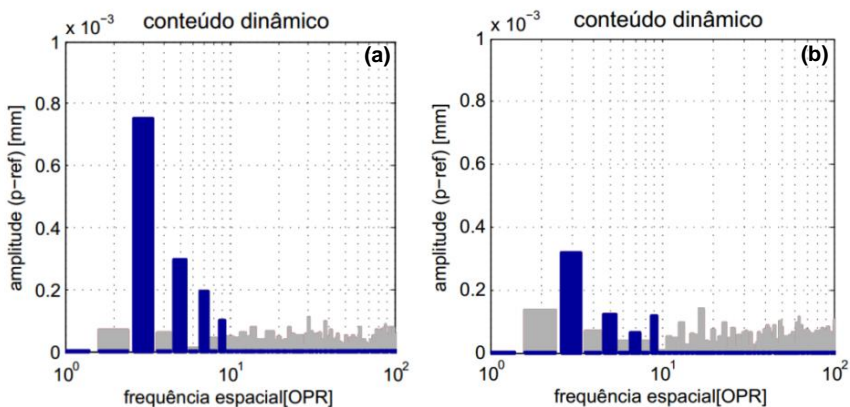 x 10⁻³
conteúdo dinâmico
(a)
1
0.8
0.6
0.4
0.2
0
amplitude (p−ref) [mm]
10⁰
10¹
10²
frequência espacial[OPR]
x 10⁻³
conteúdo dinâmico
(b)
1
0.8
0.6
0.4
0.2
0
amplitude (p−ref) [mm]
10⁰
10¹
10²
frequência espacial[OPR]